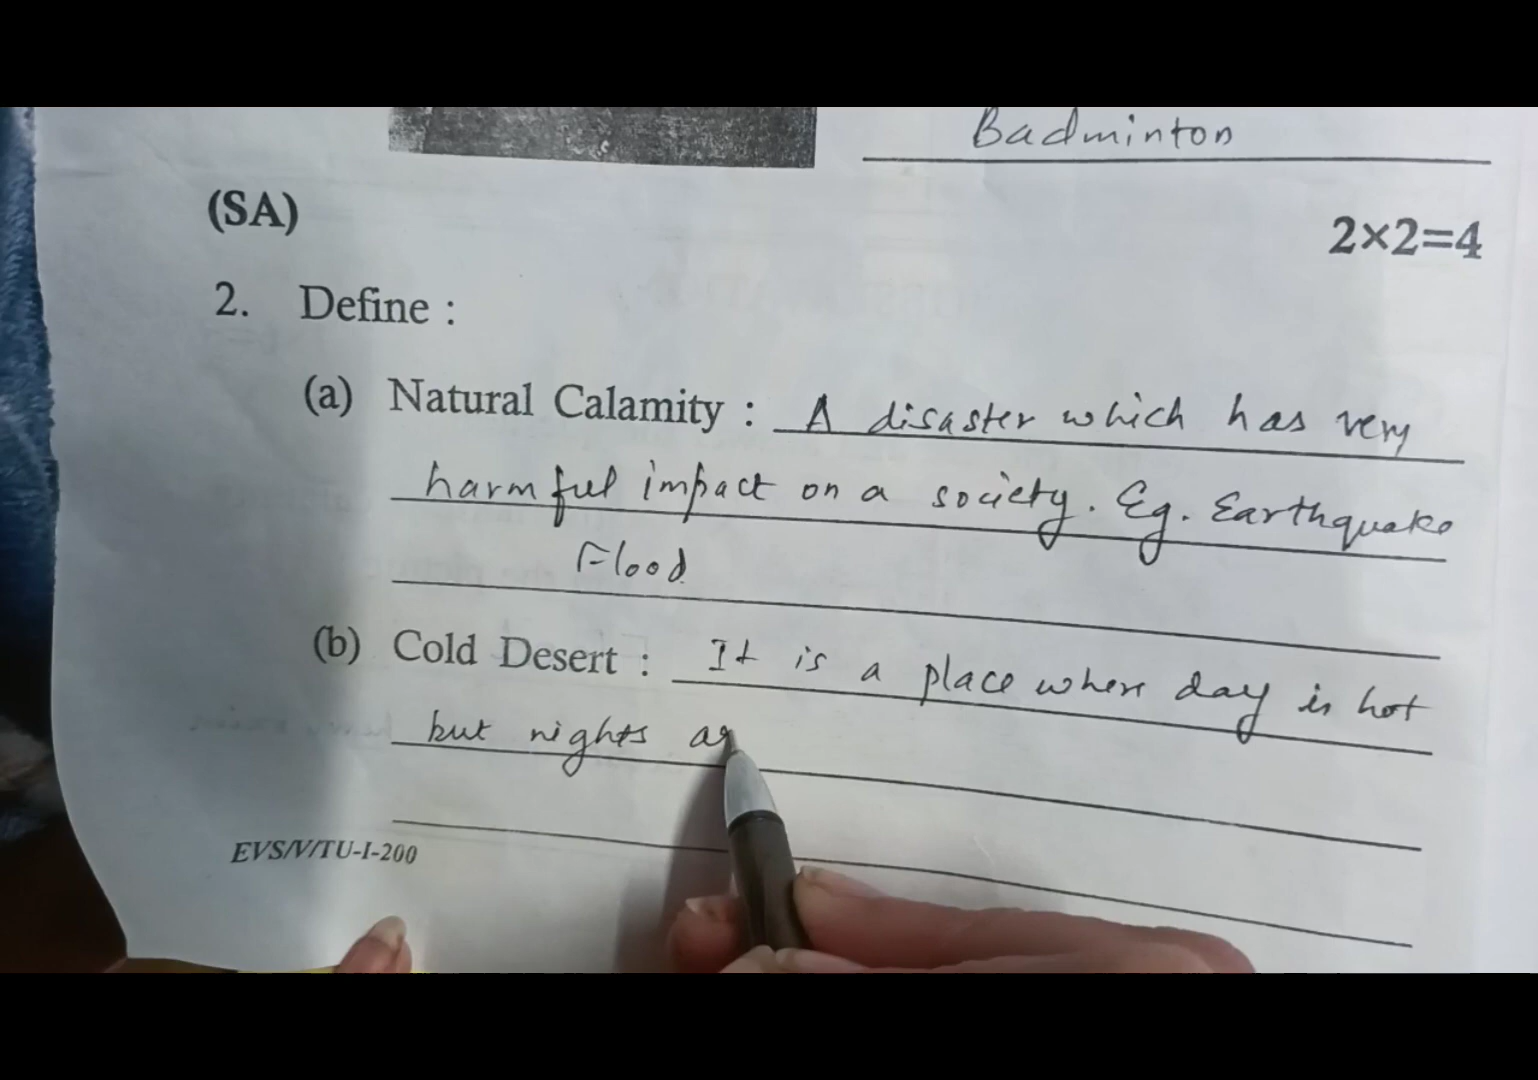 Badminton
(SA)
2×2=4
2. Define :
(a) Natural Calamity : A disaster which has very
harmful impact on a society. Eg. Earthquake
Flood
(b) Cold Desert : It is a place where day is hot
but nights ar
EVS/V/TU-I-200